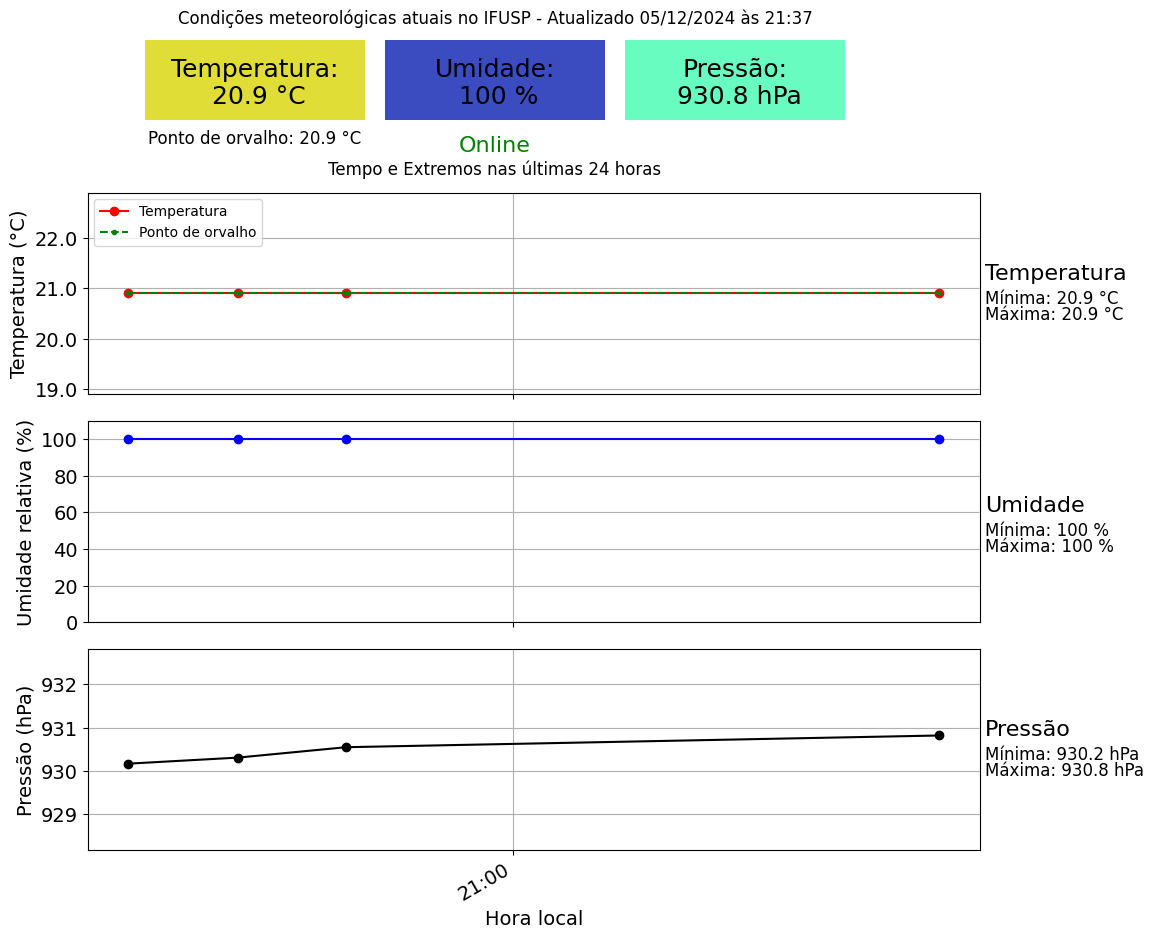 Condições meteorológicas atuais no IFUSP - Atualizado 05/12/2024 às 21:37
Temperatura:
20.9 °C
Umidade:
100 %
Pressão:
930.8 hPa
Ponto de orvalho: 20.9 °C
Online
Tempo e Extremos nas últimas 24 horas
Temperatura (°C)
22.0
21.0
20.0
19.0
Temperatura
Ponto de orvalho
Temperatura
Mínima: 20.9 °C
Máxima: 20.9 °C
Umidade relativa (%)
100
80
60
40
20
0
Umidade
Mínima: 100 %
Máxima: 100 %
Pressão (hPa)
932
931
930
929
Pressão
Mínima: 930.2 hPa
Máxima: 930.8 hPa
21:00
Hora local